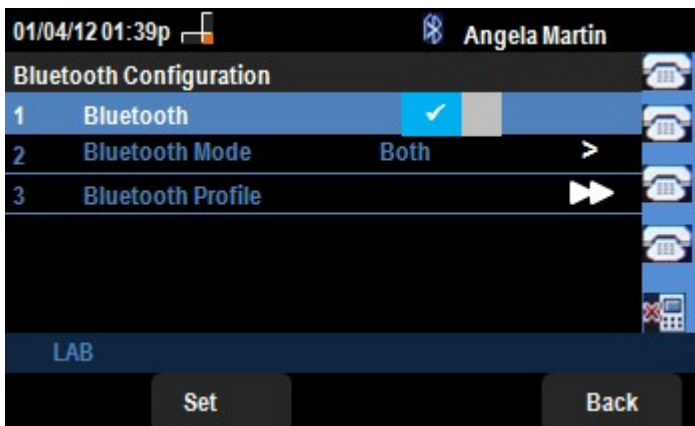 01/04/12 01:39p Angela Martin
Bluetooth Configuration
1 Bluetooth
2 Bluetooth Mode Both >
3 Bluetooth Profile
LAB
Set Back